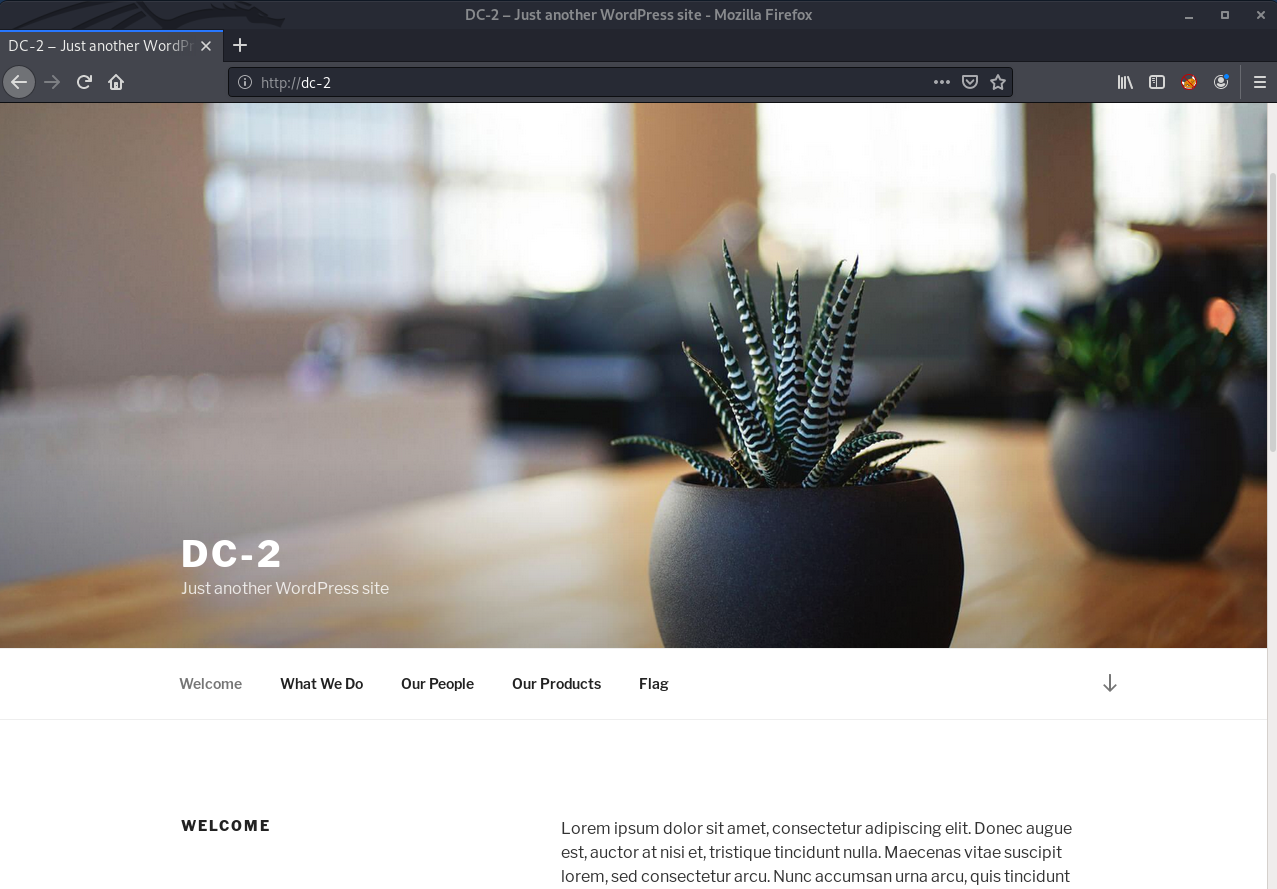 DC-2 – Just another WordPress site - Mozilla Firefox
DC-2 – Just another WordPr
http://dc-2
DC-2
Just another WordPress site
Welcome What We Do Our People Our Products Flag
WELCOME
Lorem ipsum dolor sit amet, consectetur adipiscing elit. Donec augue
est, auctor at nisi et, tristique tincidunt nulla. Maecenas vitae suscipit
lorem, sed consectetur arcu. Nunc accumsan urna arcu, quis tincidunt